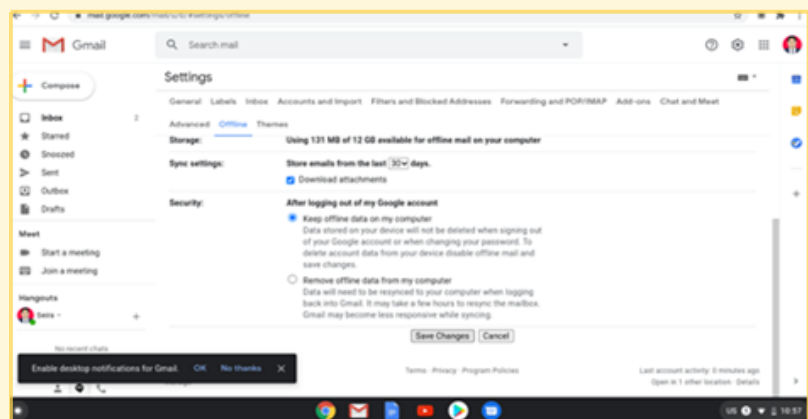 mail.google.com/mail/u/0/#settings/offline
Gmail
Search mail
Compose
Inbox 2
Starred
Snoozed
Sent
Outbox
Drafts
Meet
Start a meeting
Join a meeting
Hangouts
Seira
No recent chats
Settings
General Labels Inbox Accounts and Import Filters and Blocked Addresses Forwarding and POP/IMAP Add-ons Chat and Meet
Advanced Offline Themes
Storage: Using 131 MB of 12 GB available for offline mail on your computer
Sync settings: Store emails from the last 30 days.
Download attachments
Security: After logging out of my Google account
Keep offline data on my computer
Data stored on your device will not be deleted when signing out
of your Google account or when changing your password. To
delete account data from your device disable offline mail and
save changes.
Remove offline data from my computer
Data will need to be resynced to your computer when logging
back into Gmail. It may take a few hours to resync the mailbox.
Gmail may become less responsive while syncing.
Save Changes Cancel
Enable desktop notifications for Gmail. OK No thanks X
Terms · Privacy · Program Policies
Last account activity: 0 minutes ago
Open in 1 other location · Details
US 10:57